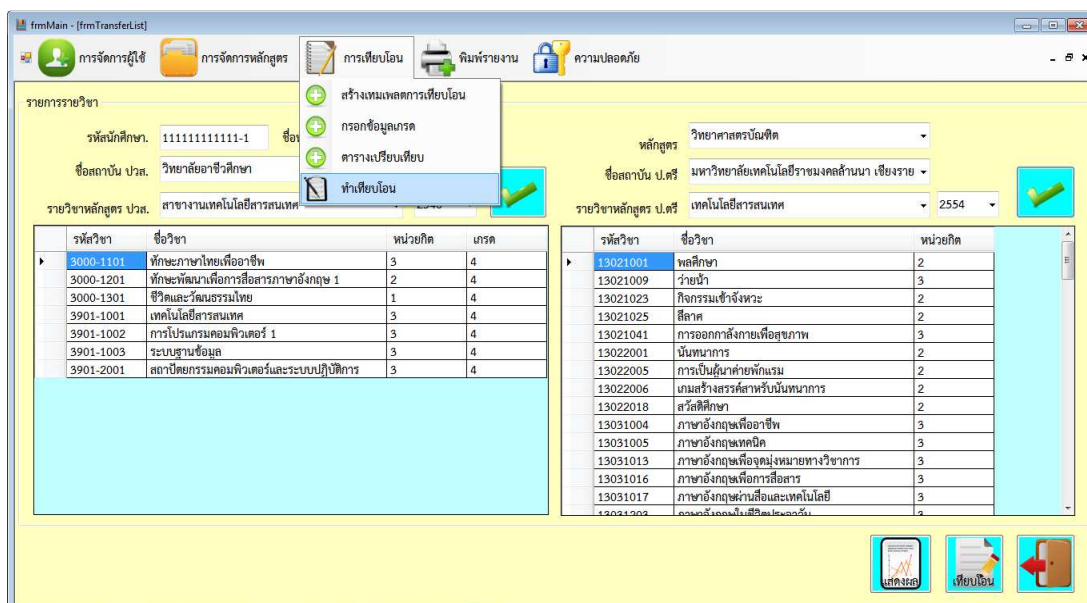 frmMain - [frmTransferList]
การจัดการผู้ใช้ การจัดการหลักสูตร การเทียบโอน พิมพ์รายงาน ความปลอดภัย
สร้างเทมเพลตการเทียบโอน
กรอกข้อมูลเกรด
ตารางเปรียบเทียบ
ทำเทียบโอน
รายการรายวิชา
รหัสนักศึกษา. 111111111111-1
ชื่อสถาบัน ปวส. วิทยาลัยอาชีวศึกษา
รายวิชาหลักสูตร ปวส. สาขางานเทคโนโลยีสารสนเทศ
รหัสวิชา ชื่อวิชา หน่วยกิต เกรด
3000-1101 ทักษะภาษาไทยเพื่ออาชีพ 3 4
3000-1201 ทักษะพัฒนาเพื่อการสื่อสารภาษาอังกฤษ 1 2 4
3000-1301 ชีวิตและวัฒนธรรมไทย 1 4
3901-1001 เทคโนโลยีสารสนเทศ 3 4
3901-1002 การโปรแกรมคอมพิวเตอร์ 1 3 4
3901-1003 ระบบฐานข้อมูล 3 4
3901-2001 สถาปัตยกรรมคอมพิวเตอร์และระบบปฏิบัติการ 3 4
หลักสูตร วิทยาศาสตรบัณฑิต
ชื่อสถาบัน ป.ตรี มหาวิทยาลัยเทคโนโลยีราชมงคลล้านนา เชียงราย
รายวิชาหลักสูตร ป.ตรี เทคโนโลยีสารสนเทศ 2554
รหัสวิชา ชื่อวิชา หน่วยกิต
13021001 พลศึกษา 2
13021009 ว่ายน้ำ 3
13021023 กิจกรรมเข้าจังหวะ 2
13021025 ลีลาศ 2
13021041 การออกกำลังกายเพื่อสุขภาพ 3
13022001 นันทนาการ 2
13022005 การเป็นผู้นำค่ายพักแรม 2
13022006 เกมสร้างสรรค์สำหรับนันทนาการ 2
13022018 สวัสดิศึกษา 2
13031004 ภาษาอังกฤษเพื่ออาชีพ 3
13031005 ภาษาอังกฤษเทคนิค 3
13031013 ภาษาอังกฤษเพื่อจุดมุ่งหมายทางวิชาการ 3
13031016 ภาษาอังกฤษเพื่อการสื่อสาร 3
13031017 ภาษาอังกฤษผ่านสื่อและเทคโนโลยี 3
13031203 ภาษาอังกฤษในชีวิตประจำวัน 3
แสดงผล เทียบโอน